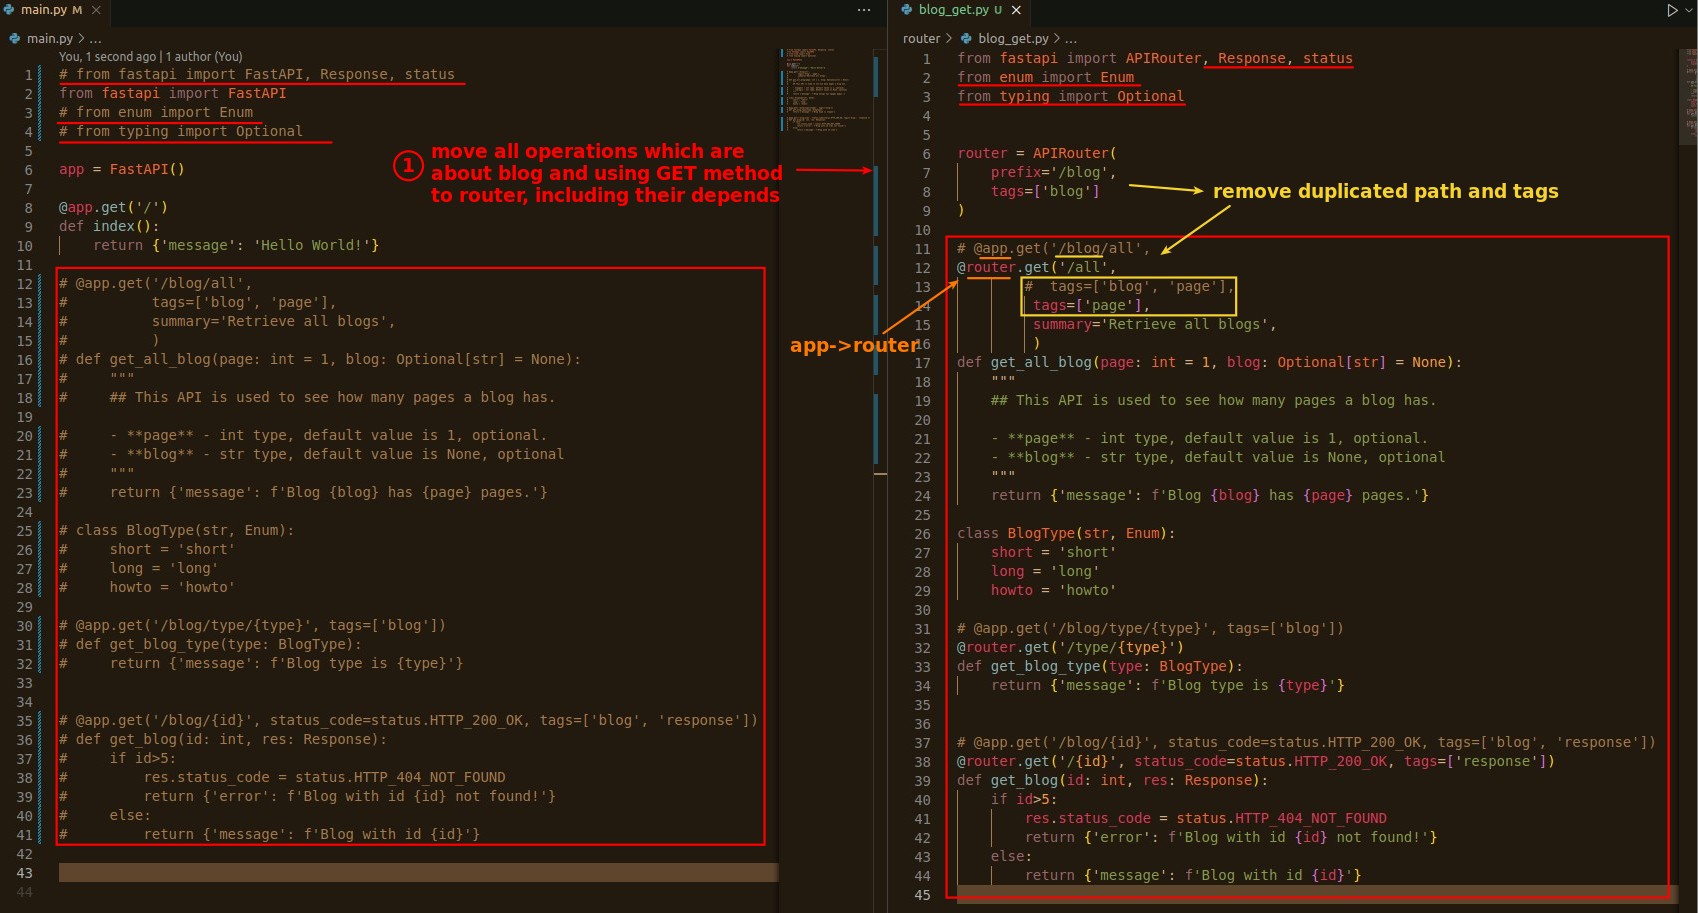 main.py M
main.py > ...
You, 1 second ago | 1 author (You)
1 # from fastapi import FastAPI, Response, status
2 from fastapi import FastAPI
3 # from enum import Enum
4 # from typing import Optional
5
6 app = FastAPI()
7
8 @app.get('/')
9 def index():
10     return {'message': 'Hello World!'}
11
12 # @app.get('/blog/all',
13 #          tags=['blog', 'page'],
14 #          summary='Retrieve all blogs',
15 #          )
16 # def get_all_blog(page: int = 1, blog: Optional[str] = None):
17 #     """
18 #     ## This API is used to see how many pages a blog has.
19
20 #     - **page** - int type, default value is 1, optional.
21 #     - **blog** - str type, default value is None, optional
22 #     """
23 #     return {'message': f'Blog {blog} has {page} pages.'}
24
25 # class BlogType(str, Enum):
26 #     short = 'short'
27 #     long = 'long'
28 #     howto = 'howto'
29
30 # @app.get('/blog/type/{type}', tags=['blog'])
31 # def get_blog_type(type: BlogType):
32 #     return {'message': f'Blog type is {type}'}
33
34
35 # @app.get('/blog/{id}', status_code=status.HTTP_200_OK, tags=['blog', 'response'])
36 # def get_blog(id: int, res: Response):
37 #     if id>5:
38 #         res.status_code = status.HTTP_404_NOT_FOUND
39 #         return {'error': f'Blog with id {id} not found!'}
40 #     else:
41 #         return {'message': f'Blog with id {id}'}
42
43
44
1 move all operations which are
about blog and using GET method
to router, including their depends
app->router
blog_get.py U
router > blog_get.py > ...
1 from fastapi import APIRouter, Response, status
2 from enum import Enum
3 from typing import Optional
4
5
6 router = APIRouter(
7     prefix='/blog',
8     tags=['blog']
9 )
remove duplicated path and tags
10
11 # @app.get('/blog/all',
12 @router.get('/all',
13         #  tags=['blog', 'page'],
14          tags=['page'],
15          summary='Retrieve all blogs',
16          )
17 def get_all_blog(page: int = 1, blog: Optional[str] = None):
18     """
19     ## This API is used to see how many pages a blog has.
20
21     - **page** - int type, default value is 1, optional.
22     - **blog** - str type, default value is None, optional
23     """
24     return {'message': f'Blog {blog} has {page} pages.'}
25
26 class BlogType(str, Enum):
27     short = 'short'
28     long = 'long'
29     howto = 'howto'
30
31 # @app.get('/blog/type/{type}', tags=['blog'])
32 @router.get('/type/{type}')
33 def get_blog_type(type: BlogType):
34     return {'message': f'Blog type is {type}'}
35
36
37 # @app.get('/blog/{id}', status_code=status.HTTP_200_OK, tags=['blog', 'response'])
38 @router.get('/{id}', status_code=status.HTTP_200_OK, tags=['response'])
39 def get_blog(id: int, res: Response):
40     if id>5:
41         res.status_code = status.HTTP_404_NOT_FOUND
42         return {'error': f'Blog with id {id} not found!'}
43     else:
44         return {'message': f'Blog with id {id}'}
45